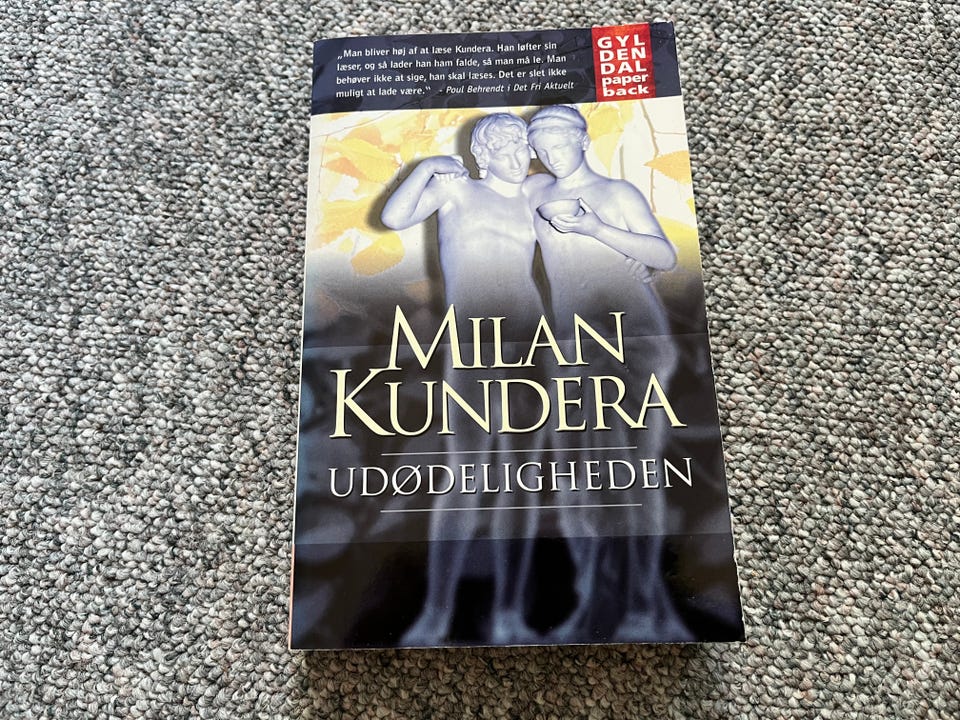 „Man bliver høj af at læse Kundera. Han løfter sin
læser, og så lader han ham falde, så man må le. Man
behøver ikke at sige, han skal læses. Det er slet ikke
muligt at lade være.“ - Poul Behrendt i Det Fri Aktuelt
GYL
DEN
DAL
paper
back
MILAN
KUNDERA
UDØDELIGHEDEN